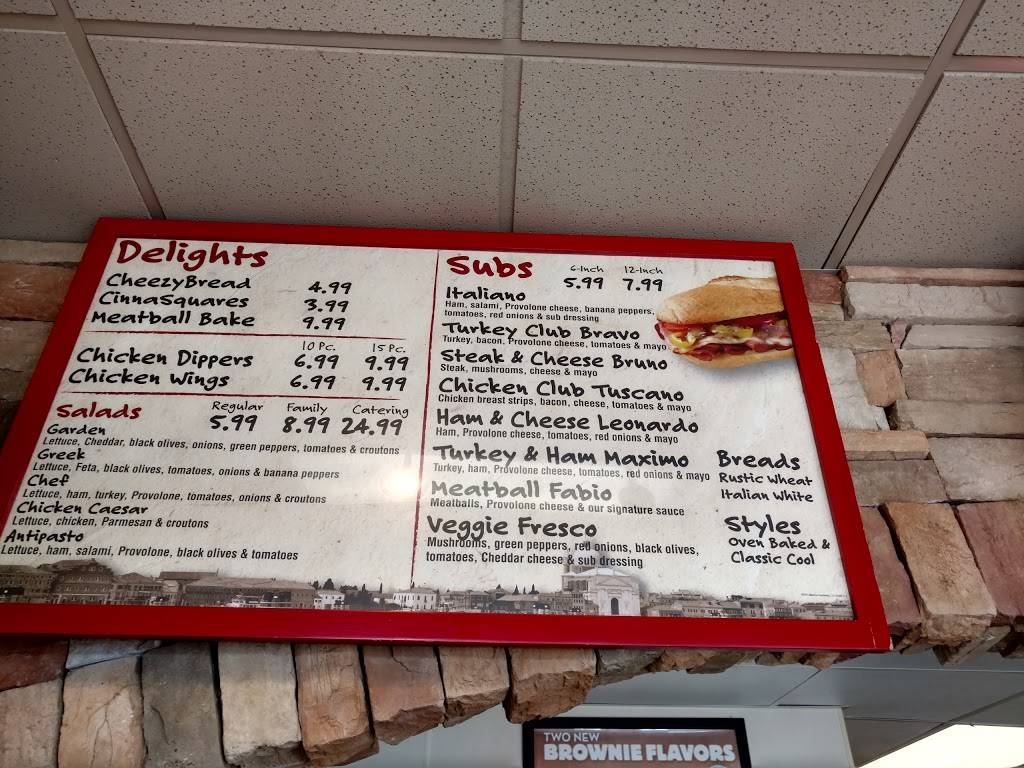 Delights
CheezyBread 4.99
CinnaSquares 3.99
Meatball Bake 9.99
10 Pc. 15 Pc.
Chicken Dippers 6.99 9.99
Chicken Wings 6.99 9.99
Salads Regular Family Catering
5.99 8.99 24.99
Garden
Lettuce, Cheddar, black olives, onions, green peppers, tomatoes & croutons
Greek
Lettuce, Feta, black olives, tomatoes, onions & banana peppers
Chef
Lettuce, ham, turkey, Provolone, tomatoes, onions & croutons
Chicken Caesar
Lettuce, chicken, Parmesan & croutons
Antipasto
Lettuce, ham, salami, Provolone, black olives & tomatoes
Subs 6-Inch 12-Inch
5.99 7.99
Italiano
Ham, salami, Provolone cheese, banana peppers,
tomatoes, red onions & sub dressing
Turkey Club Bravo
Turkey, bacon, Provolone cheese, tomatoes & mayo
Steak & Cheese Bruno
Steak, mushrooms, cheese & mayo
Chicken Club Tuscano
Chicken breast strips, bacon, cheese, tomatoes & mayo
Ham & Cheese Leonardo
Ham, Provolone cheese, tomatoes, red onions & mayo
Turkey & Ham Maximo
Turkey, ham, Provolone cheese, tomatoes, red onions & mayo
Meatball Fabio
Meatballs, Provolone cheese & our signature sauce
Veggie Fresco
Mushrooms, green peppers, red onions, black olives,
tomatoes, Cheddar cheese & sub dressing
Breads
Rustic Wheat
Italian White
Styles
Oven Baked &
Classic Cool
TWO NEW
BROWNIE FLAVORS